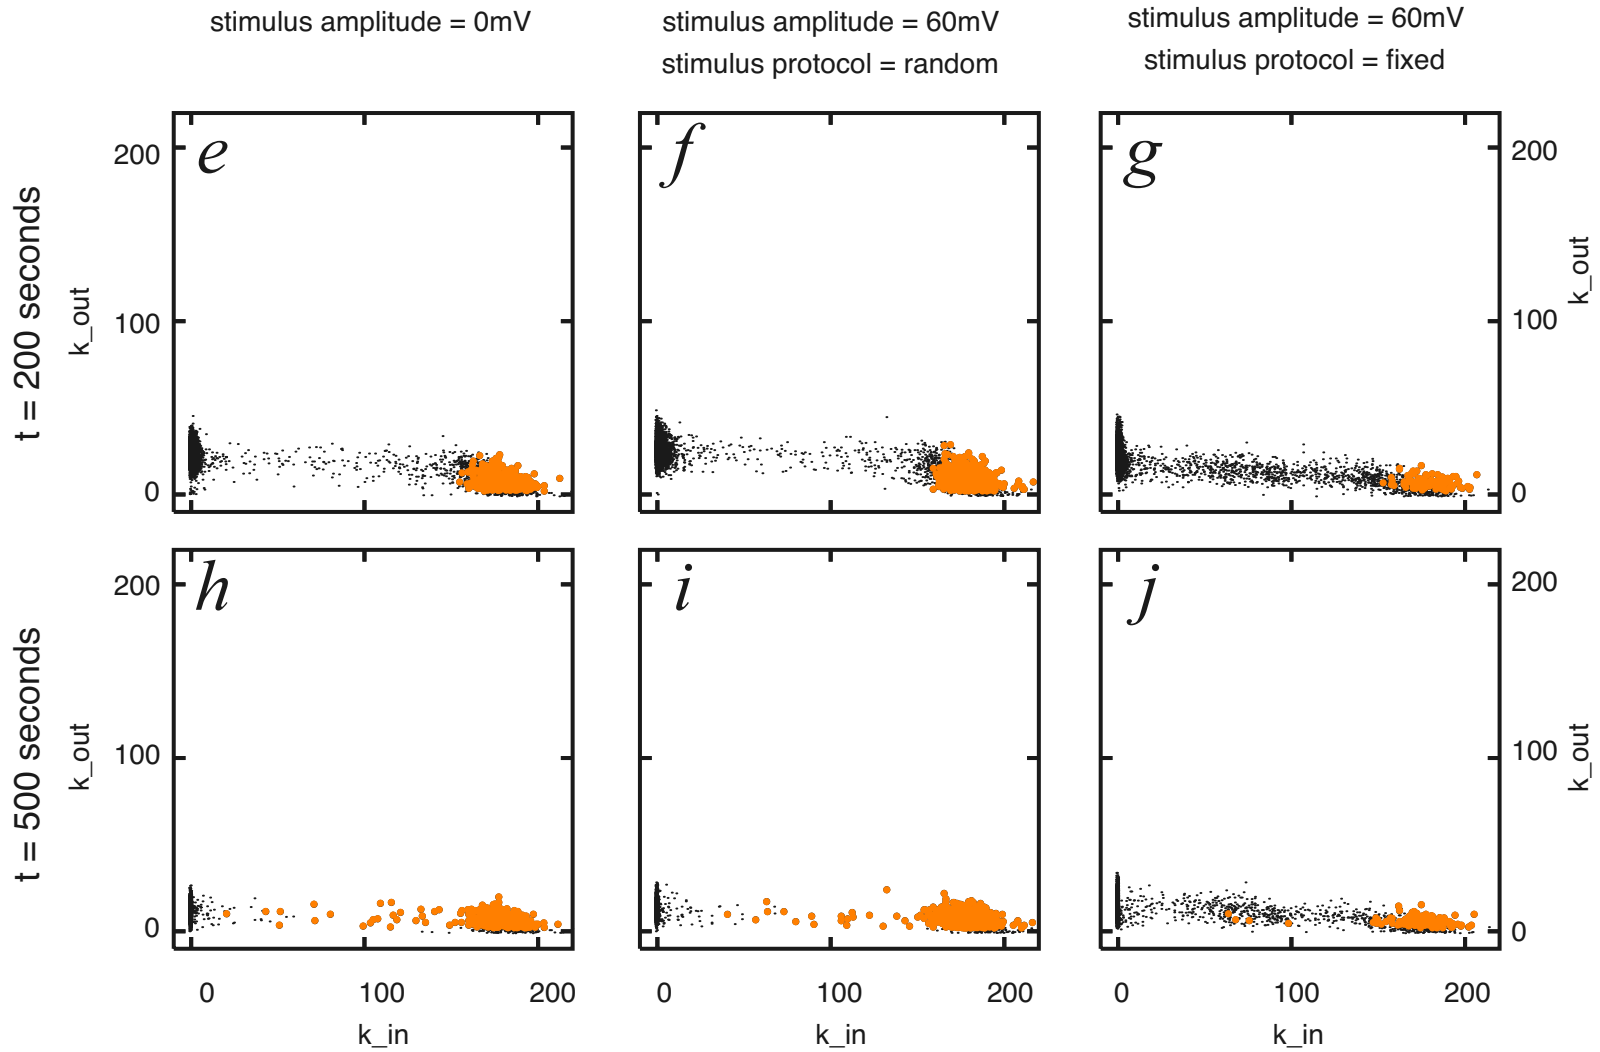 stimulus amplitude = 0mV
stimulus amplitude = 60mV
stimulus protocol = random
stimulus amplitude = 60mV
stimulus protocol = fixed
t = 200 seconds
k_out
200
100
0
e
f
g
200
100
0
k_out
t = 500 seconds
k_out
200
100
0
h
i
j
200
100
0
k_out
0 100 200
k_in
0 100 200
k_in
0 100 200
k_in